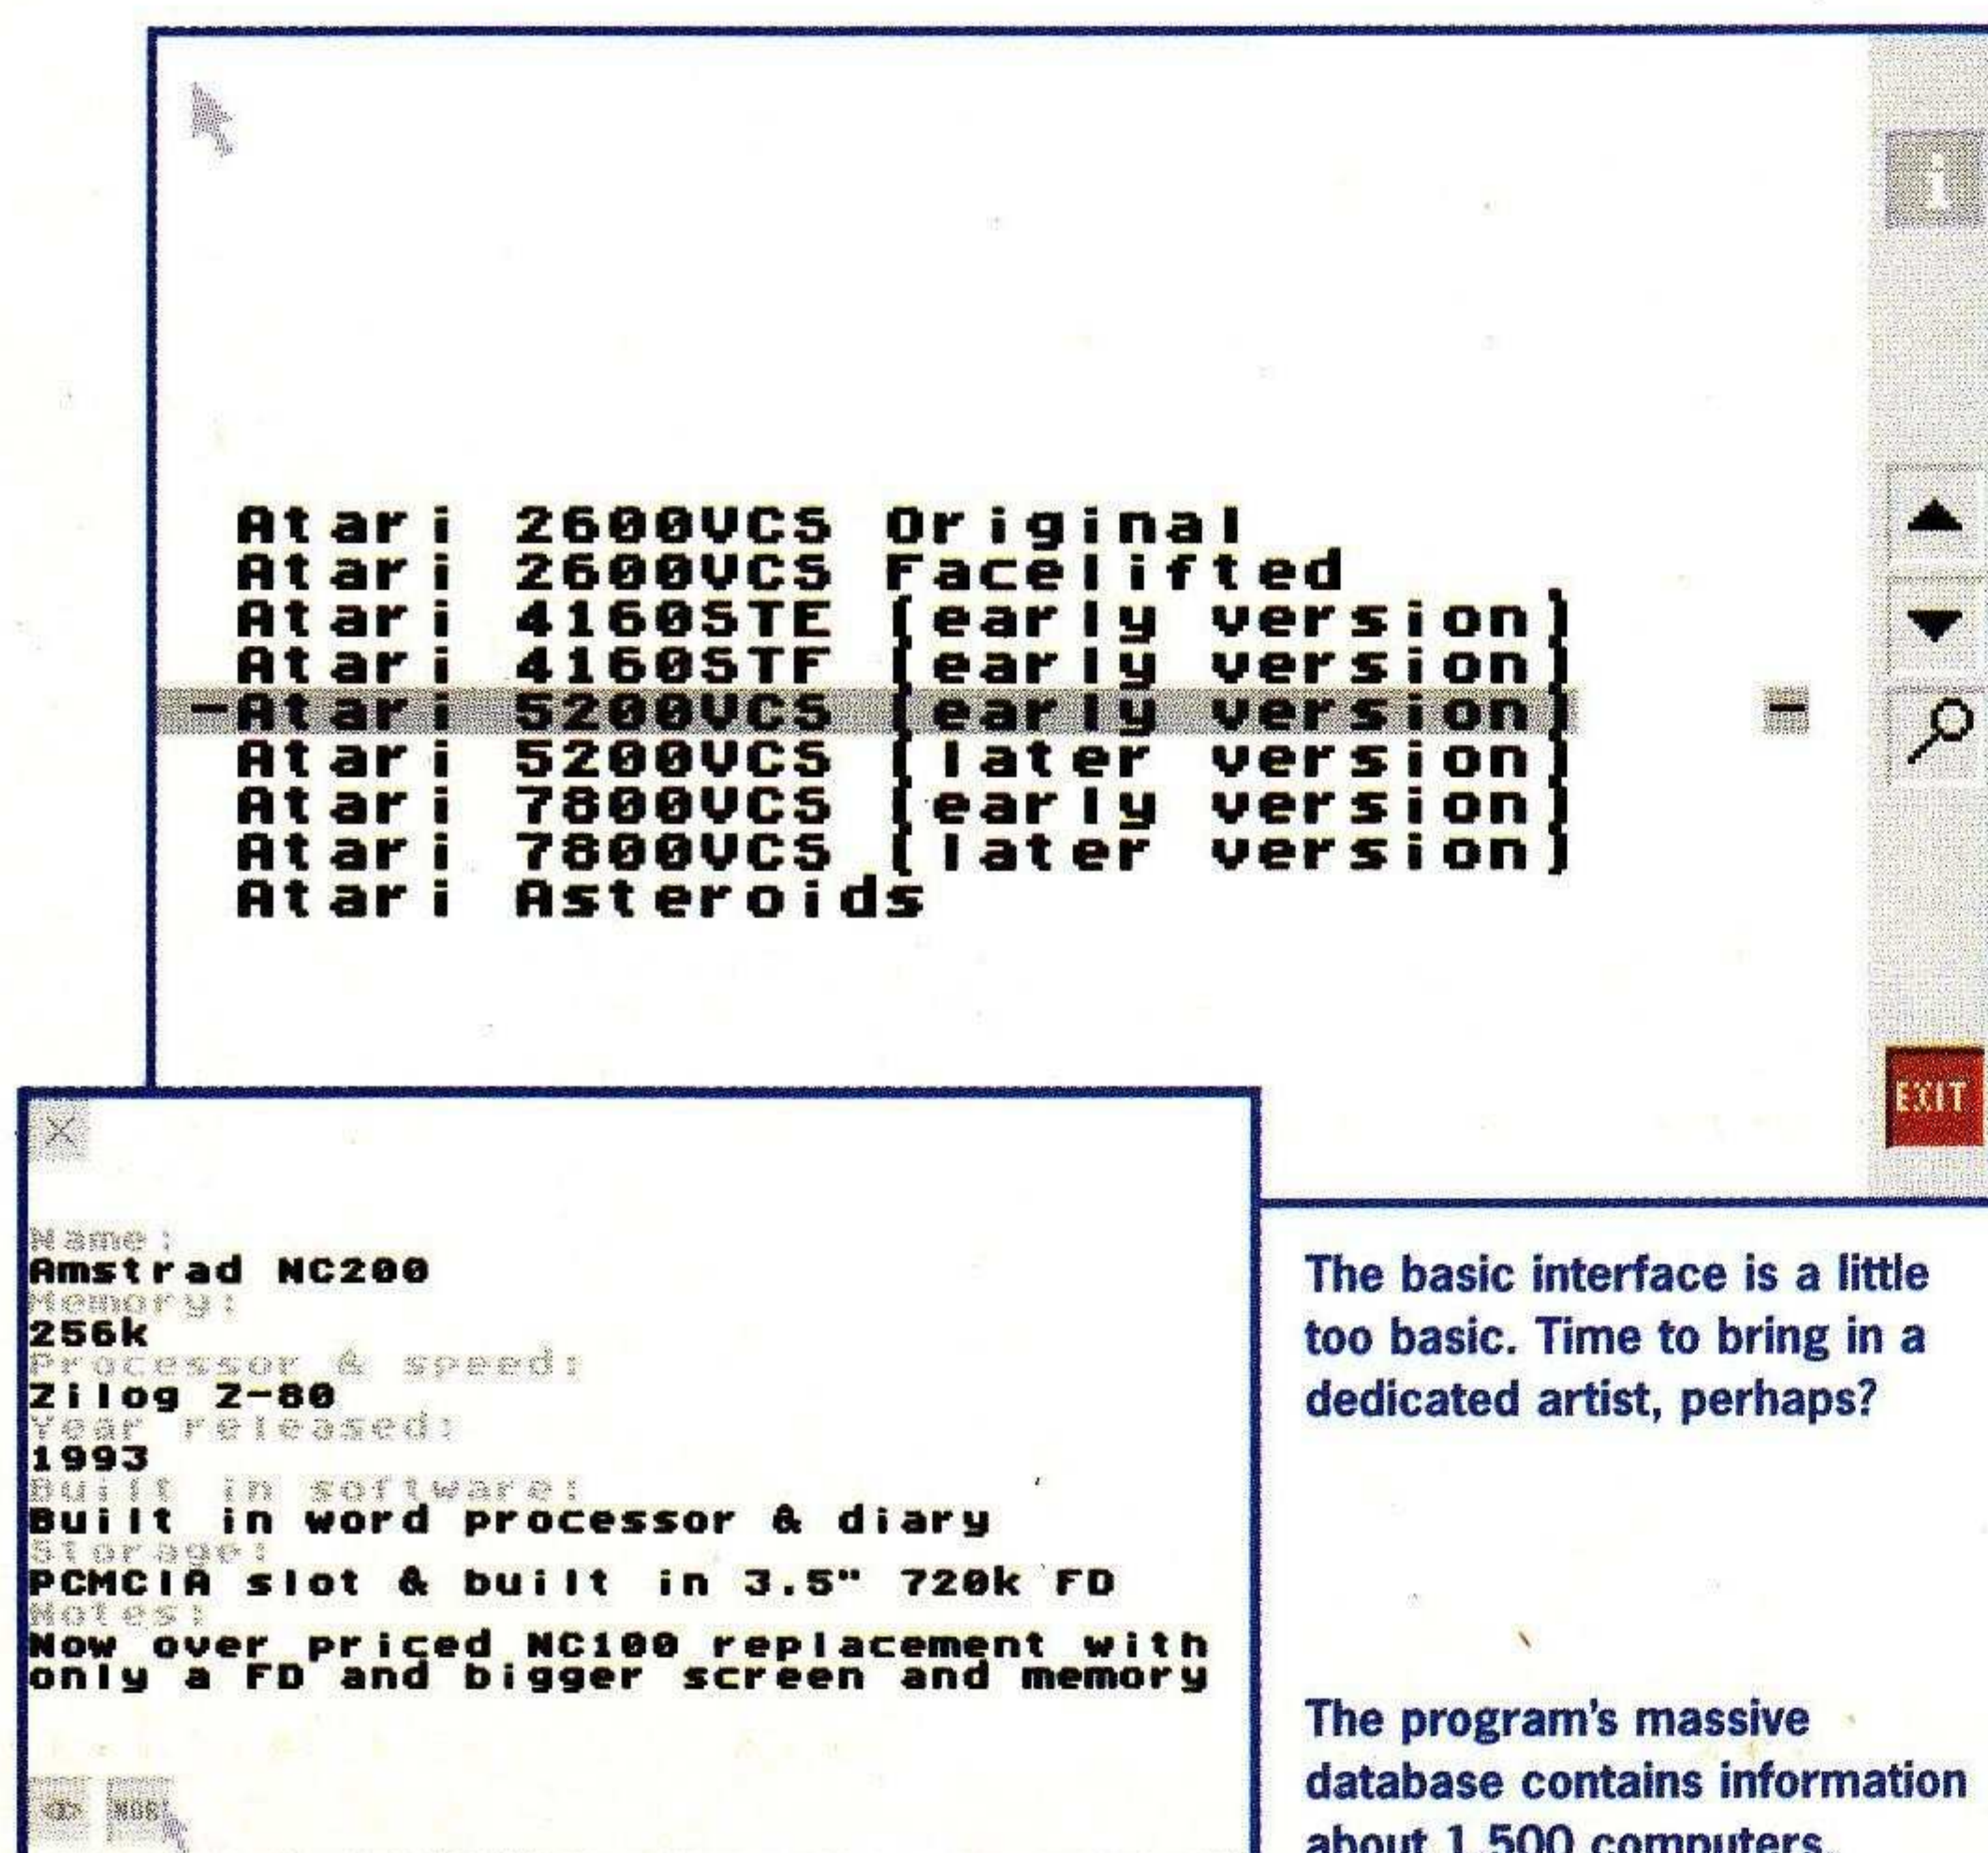 i
Atari 2600VCS Original
Atari 2600VCS Facelifted
Atari 4160STE [early version]
Atari 4160STF [early version]
-Atari 5200VCS [early version] -
Atari 5200VCS [later version]
Atari 7800VCS [early version]
Atari 7800VCS [later version]
Atari Asteroids
EXIT
Name:
Amstrad NC200
Memory:
256k
Processor & speed:
Zilog Z-80
Year released:
1993
Built in software:
Built in word processor & diary
Storage:
PCMCIA slot & built in 3.5" 720k FD
Notes:
Now over priced NC100 replacement with
only a FD and bigger screen and memory
The basic interface is a little
too basic. Time to bring in a
dedicated artist, perhaps?
The program's massive
database contains information
about 1,500 computers.